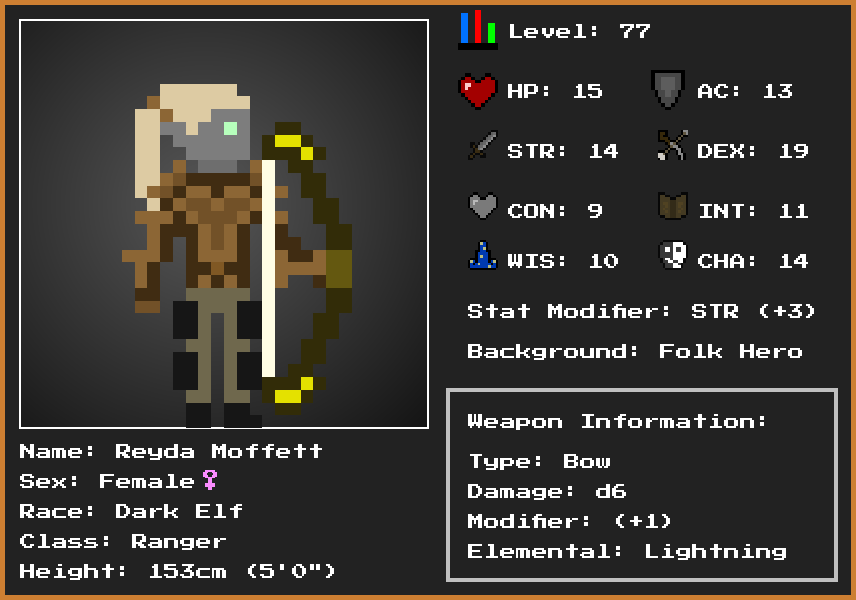 Level: 77
HP: 15 AC: 13
STR: 14 DEX: 19
CON: 9 INT: 11
WIS: 10 CHA: 14
Stat Modifier: STR (+3)
Background: Folk Hero
Name: Reyda Moffett
Sex: Female♀
Race: Dark Elf
Class: Ranger
Height: 153cm (5'0")
Weapon Information:
Type: Bow
Damage: d6
Modifier: (+1)
Elemental: Lightning